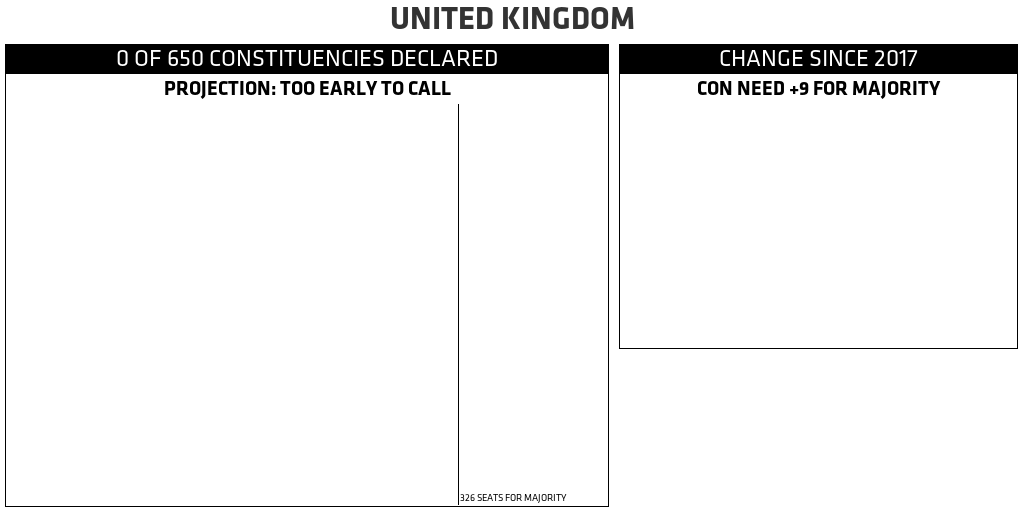 UNITED KINGDOM
0 OF 650 CONSTITUENCIES DECLARED
PROJECTION: TOO EARLY TO CALL
326 SEATS FOR MAJORITY
CHANGE SINCE 2017
CON NEED +9 FOR MAJORITY